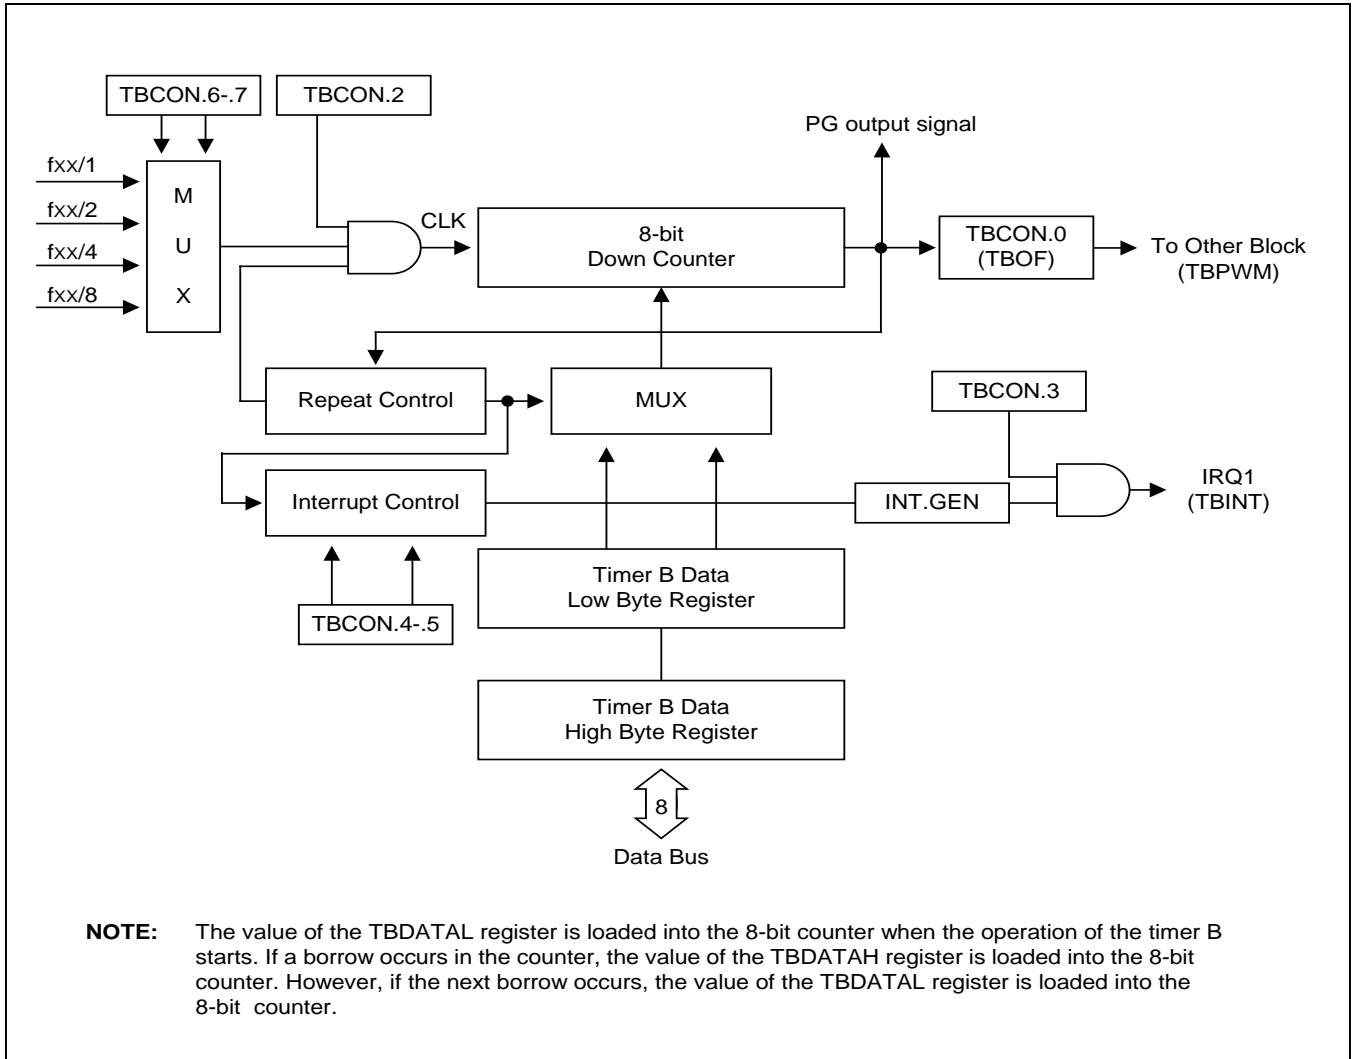 TBCON.6-.7
TBCON.2
PG output signal
fxx/1
fxx/2
fxx/4
fxx/8
M
U
X
CLK
8-bit
Down Counter
TBCON.0
(TBOF)
To Other Block
(TBPWM)
Repeat Control
MUX
TBCON.3
Interrupt Control
INT.GEN
IRQ1
(TBINT)
Timer B Data
Low Byte Register
TBCON.4-.5
Timer B Data
High Byte Register
8
Data Bus
NOTE: The value of the TBDATAL register is loaded into the 8-bit counter when the operation of the timer B
starts. If a borrow occurs in the counter, the value of the TBDATAH register is loaded into the 8-bit
counter. However, if the next borrow occurs, the value of the TBDATAL register is loaded into the
8-bit counter.